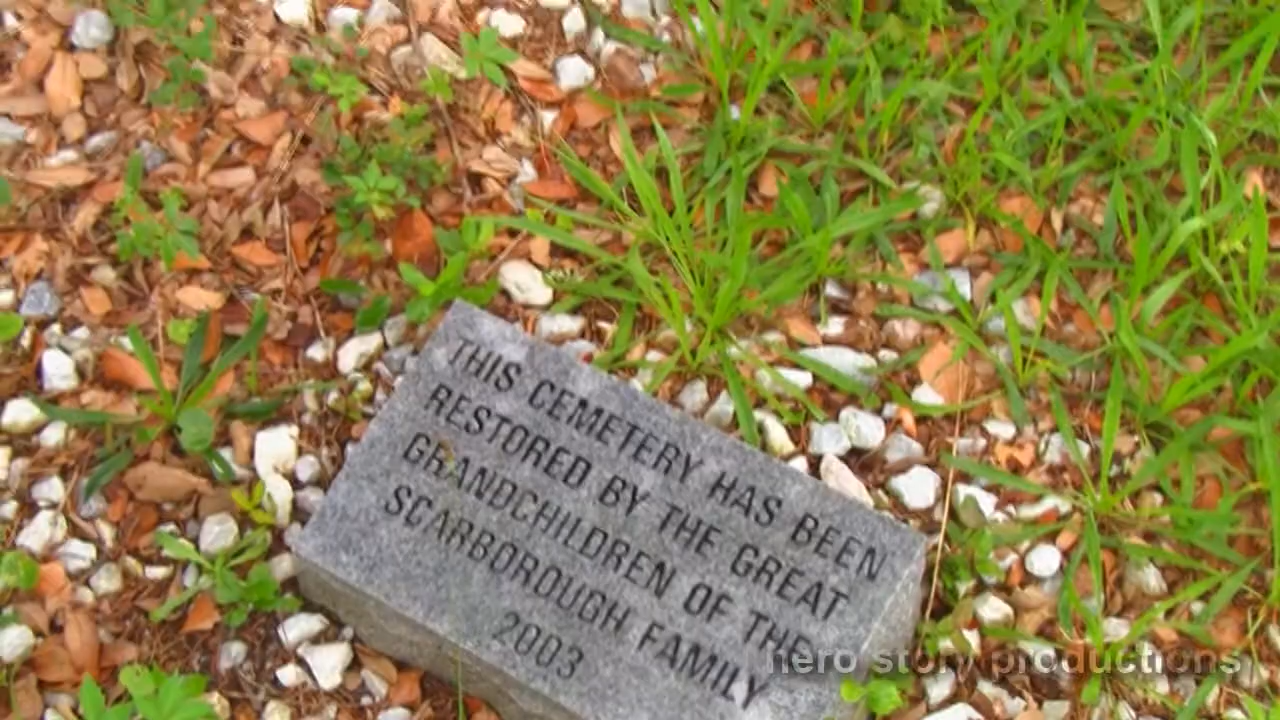 THIS CEMETERY HAS BEEN
RESTORED BY THE GREAT
GRANDCHILDREN OF THE
SCARBOROUGH FAMILY
2003
hero story productions